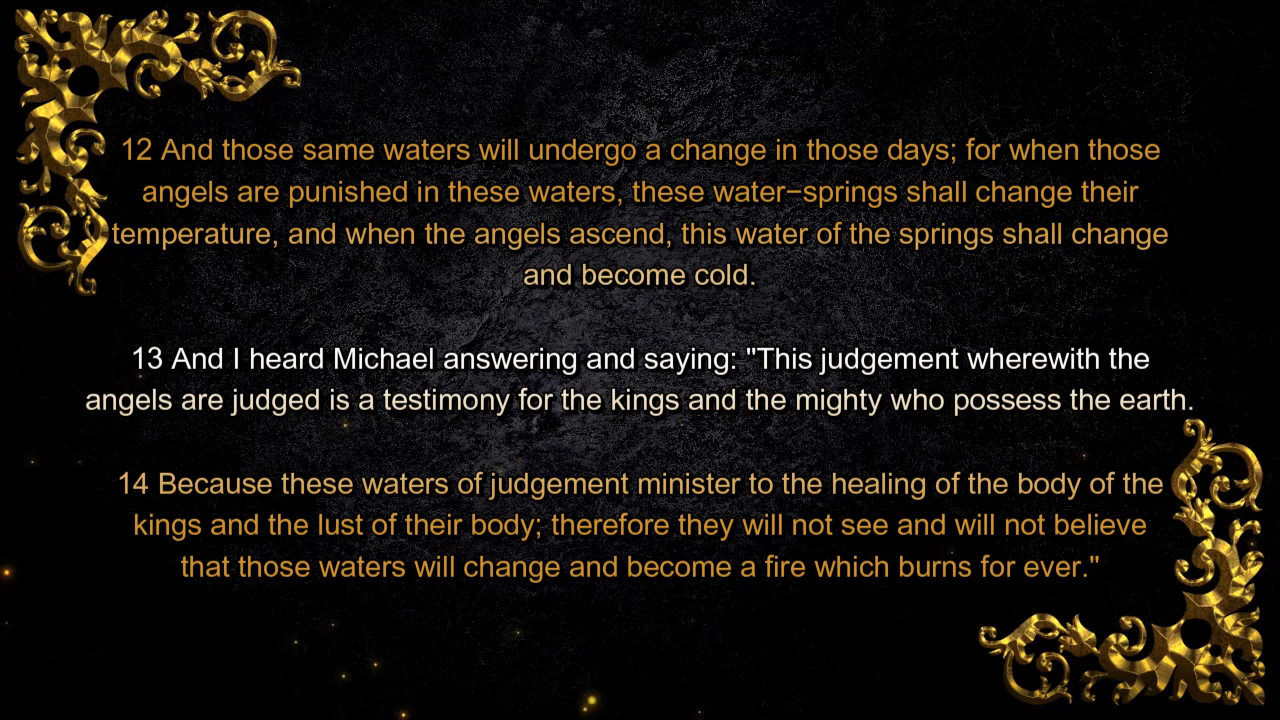 12 And those same waters will undergo a change in those days; for when those
angels are punished in these waters, these water−springs shall change their
temperature, and when the angels ascend, this water of the springs shall change
and become cold.
13 And I heard Michael answering and saying: "This judgement wherewith the
angels are judged is a testimony for the kings and the mighty who possess the earth.
14 Because these waters of judgement minister to the healing of the body of the
kings and the lust of their body; therefore they will not see and will not believe
that those waters will change and become a fire which burns for ever."